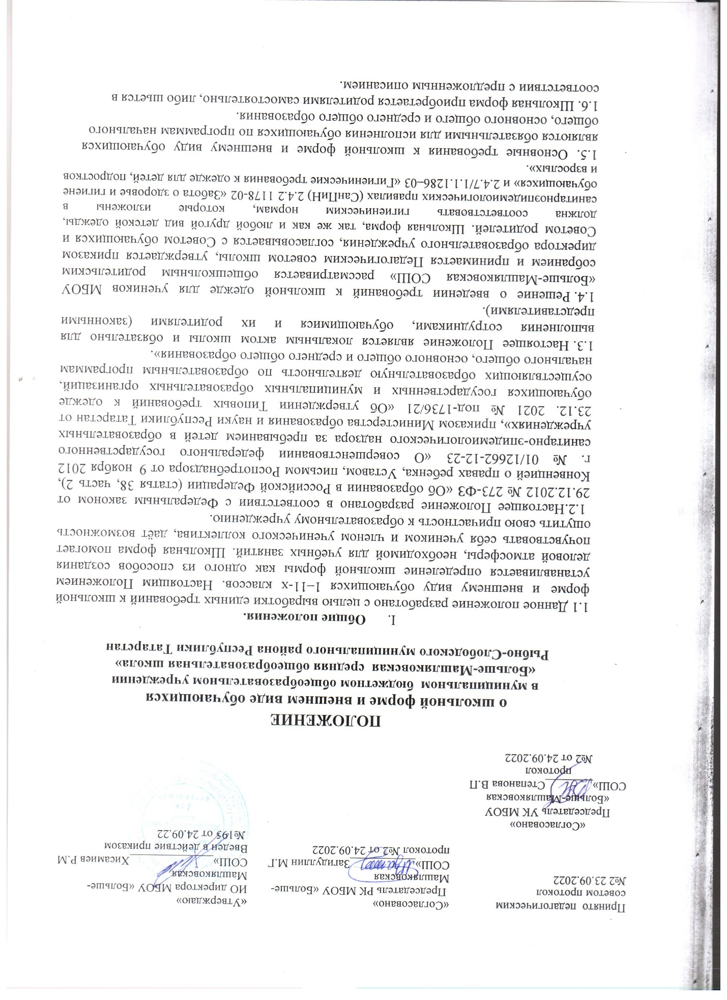 Принято педагогическим
советом протокол
№2 23.09.2022
«Согласовано»
Председатель РК МБОУ «Больше-
Машляковская
СОШ»____________Загидуллин М.Г
протокол №2 от 24.09.2022
«Утверждаю»
ИО директора МБОУ «Больше-
Машляковская
СОШ»________________Хисамиев Р.М
Введен в действие приказом
№195 от 24.09.22
«Согласовано»
Председатель УК МБОУ
«Больше-Машляковская
СОШ»_________Степанова В.П
протокол
№2 от 24.09.2022
ПОЛОЖЕНИЕ
о школьной форме и внешнем виде обучающихся
в муниципальном бюджетном общеобразовательном учреждении
«Больше-Машляковская средняя общеобразовательная школа»
Рыбно-Слободского муниципального района Республики Татарстан
I. Общие положения.
1.1 Данное положение разработано с целью выработки единых требований к школьной
форме и внешнему виду обучающихся 1–11-х классов. Настоящим Положением
устанавливается определение школьной формы как одного из способов создания
деловой атмосферы, необходимой для учебных занятий. Школьная форма помогает
почувствовать себя учеником и членом ученического коллектива, даёт возможность
ощутить свою причастность к образовательному учреждению.
1.2.Настоящее Положение разработано в соответствии с Федеральным законом от
29.12.2012 № 273-ФЗ «Об образовании в Российской Федерации (статья 38, часть 2),
Конвенцией о правах ребенка, Уставом, письмом Роспотребнадзора от 9 ноября 2012
г. № 01/12662-12-23 «О совершенствовании федерального государственного
санитарно-эпидемиологического надзора за пребыванием детей в образовательных
учреждениях», приказом Министерства образования и науки Республики Татарстан от
23.12. 2021 № под-1736/21 «Об утверждении Типовых требований к одежде
обучающихся государственных и муниципальных образовательных организаций,
осуществляющих образовательную деятельность по образовательным программам
начального общего, основного общего и среднего общего образования».
1.3. Настоящее Положение является локальным актом школы и обязательно для
выполнения сотрудниками, обучающимися и их родителями (законными
представителями).
1.4. Решение о введении требований к школьной одежде для учеников МБОУ
«Больше-Машляковская СОШ» рассматривается общешкольным родительским
собранием и принимается Педагогическим советом школы, утверждается приказом
директора образовательного учреждения, согласовывается с Советом обучающихся и
Советом родителей. Школьная форма, так же как и любой другой вид детской одежды,
должна соответствовать гигиеническим нормам, которые изложены в
санитарноэпидемиологических правилах (СанПиН) 2.4.2 1178-02 «Забота о здоровье и гигиене
обучающихся» и 2.4.7/1.1.1286–03 «Гигиенические требования к одежде для детей, подростков
и взрослых».
1.5. Основные требования к школьной форме и внешнему виду обучающихся
являются обязательными для исполнения обучающихся по программам начального
общего, основного общего и среднего общего образования.
1.6. Школьная форма приобретается родителями самостоятельно, либо шьется в
соответствии с предложенным описанием.